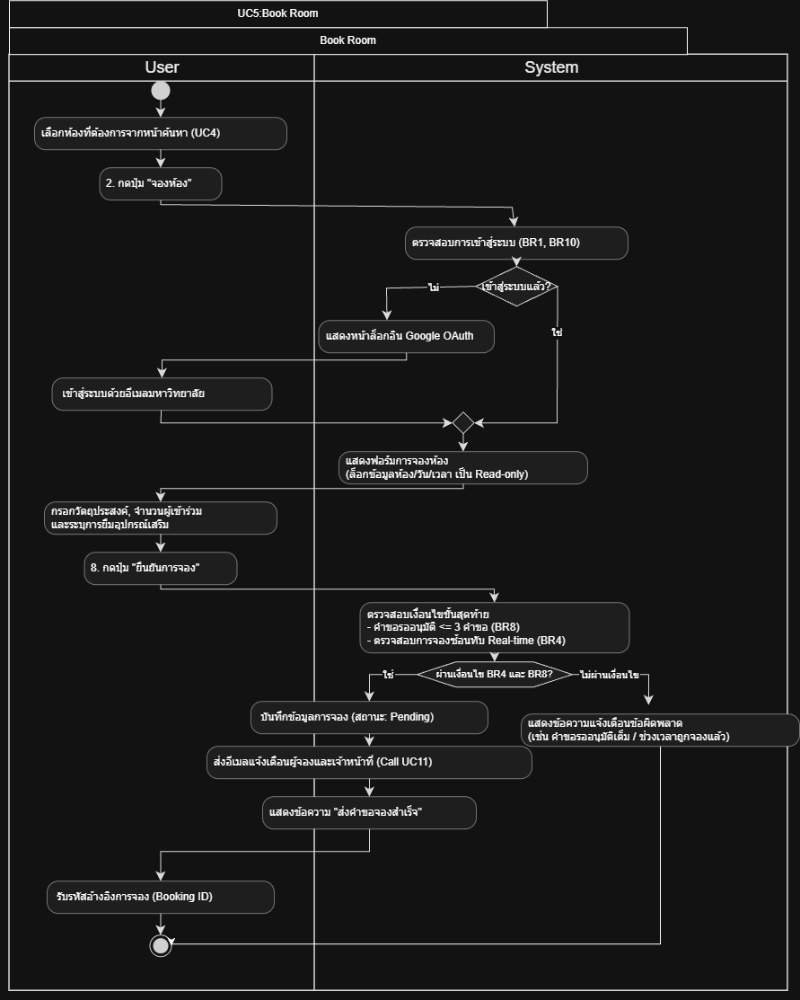 UC5:Book Room
Book Room
User
System
เลือกห้องที่ต้องการจากหน้าค้นหา (UC4)
2. กดปุ่ม "จองห้อง"
ตรวจสอบการเข้าสู่ระบบ (BR1, BR10)
เข้าสู่ระบบแล้ว?
ไม่
ใช่
แสดงหน้าล็อกอิน Google OAuth
เข้าสู่ระบบด้วยอีเมลมหาวิทยาลัย
แสดงฟอร์มการจองห้อง
(ล็อกข้อมูลห้อง/วัน/เวลา เป็น Read-only)
กรอกวัตถุประสงค์, จำนวนผู้เข้าร่วม
และระบุการยืมอุปกรณ์เสริม
8. กดปุ่ม "ยืนยันการจอง"
ตรวจสอบเงื่อนไขขั้นสุดท้าย
- คำขอรออนุมัติ <= 3 คำขอ (BR8)
- ตรวจสอบการจองซ้อนทับ Real-time (BR4)
ใช่
ผ่านเงื่อนไข BR4 และ BR8?
ไม่ผ่านเงื่อนไข
บันทึกข้อมูลการจอง (สถานะ: Pending)
แสดงข้อความแจ้งเตือนข้อผิดพลาด
(เช่น คำขอรออนุมัติเต็ม / ช่วงเวลาถูกจองแล้ว)
ส่งอีเมลแจ้งเตือนผู้จองและเจ้าหน้าที่ (Call UC11)
แสดงข้อความ "ส่งคำขอจองสำเร็จ"
รับรหัสอ้างอิงการจอง (Booking ID)